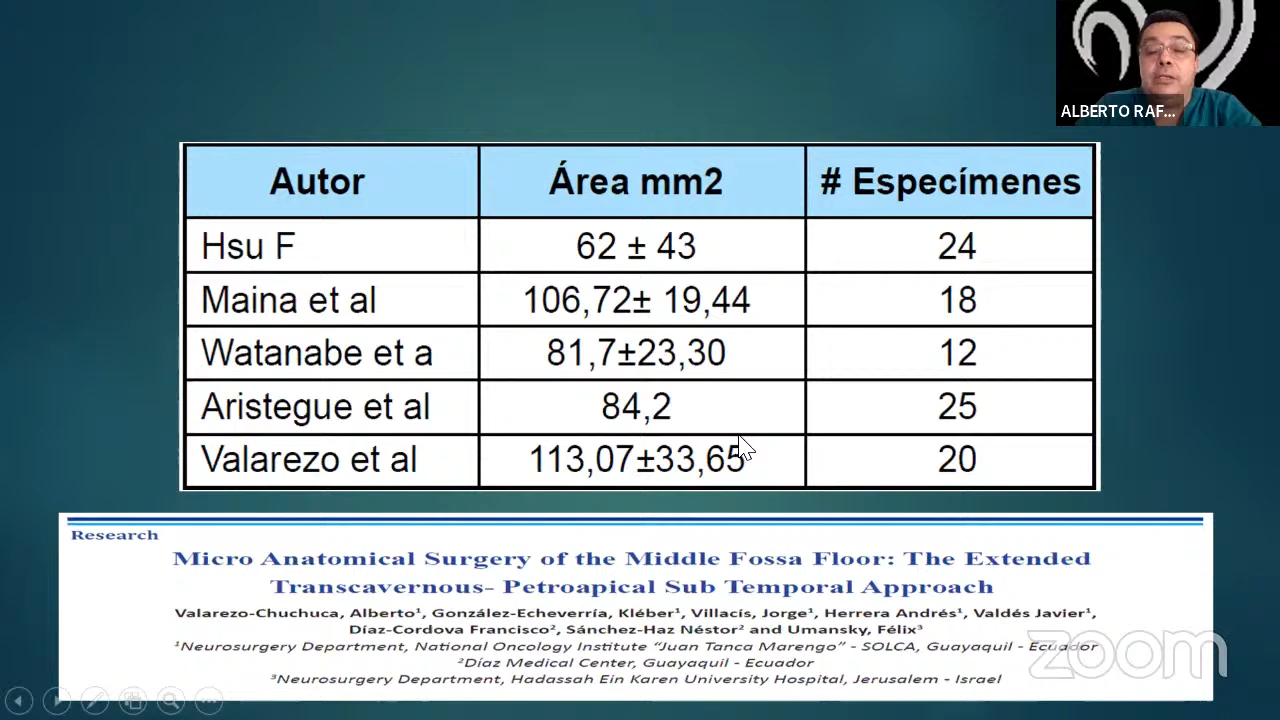 ALBERTO RAF...
Autor Área mm2 # Especímenes
Hsu F 62 ± 43 24
Maina et al 106,72± 19,44 18
Watanabe et a 81,7±23,30 12
Aristegue et al 84,2 25
Valarezo et al 113,07±33,65 20
Research
Micro Anatomical Surgery of the Middle Fossa Floor: The Extended
Transcavernous- Petroapical Sub Temporal Approach
Valarezo-Chuchuca, Alberto¹, González-Echeverría, Kléber¹, Villacís, Jorge¹, Herrera Andrés¹, Valdés Javier¹,
Díaz-Cordova Francisco², Sánchez-Haz Néstor² and Umansky, Félix³
¹Neurosurgery Department, National Oncology Institute “Juan Tanca Marengo” - SOLCA, Guayaquil - Ecuador
²Díaz Medical Center, Guayaquil - Ecuador
³Neurosurgery Department, Hadassah Ein Karen University Hospital, Jerusalem - Israel
zoom